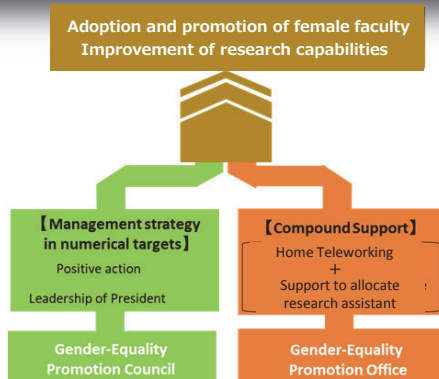 Adoption and promotion of female faculty
Improvement of research capabilities
【Management strategy
in numerical targets】
Positive action
Leadership of President
Gender-Equality
Promotion Council
【Compound Support】
Home Teleworking
+
Support to allocate
research assistant
Gender-Equality
Promotion Office